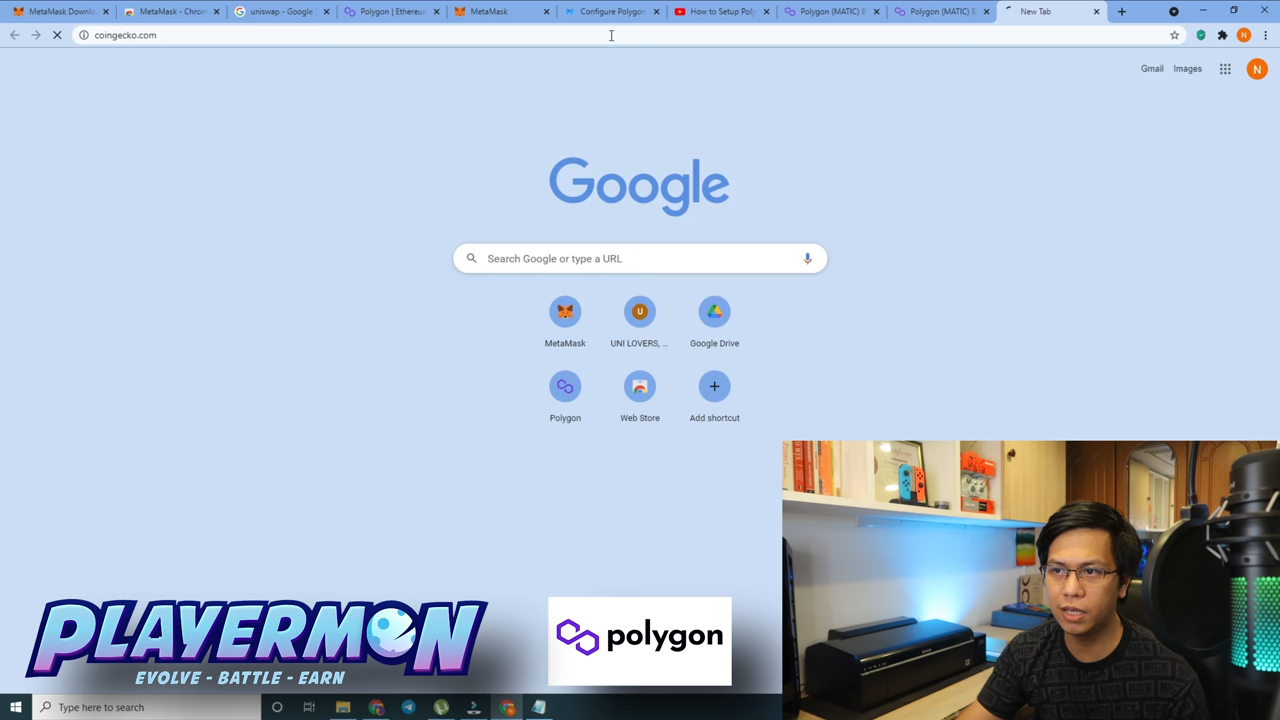 MetaMask Downlo
MetaMask - Chrom
uniswap - Google
Polygon | Ethereum
MetaMask
Configure Polygon
How to Setup Poly
Polygon (MATIC) B
Polygon (MATIC) B
New Tab
coingecko.com
N
Gmail
Images
N
Google
Search Google or type a URL
U
MetaMask
UNI LOVERS, ...
Google Drive
Polygon
Web Store
Add shortcut
PLAYERMON
EVOLVE - BATTLE - EARN
polygon
Type here to search